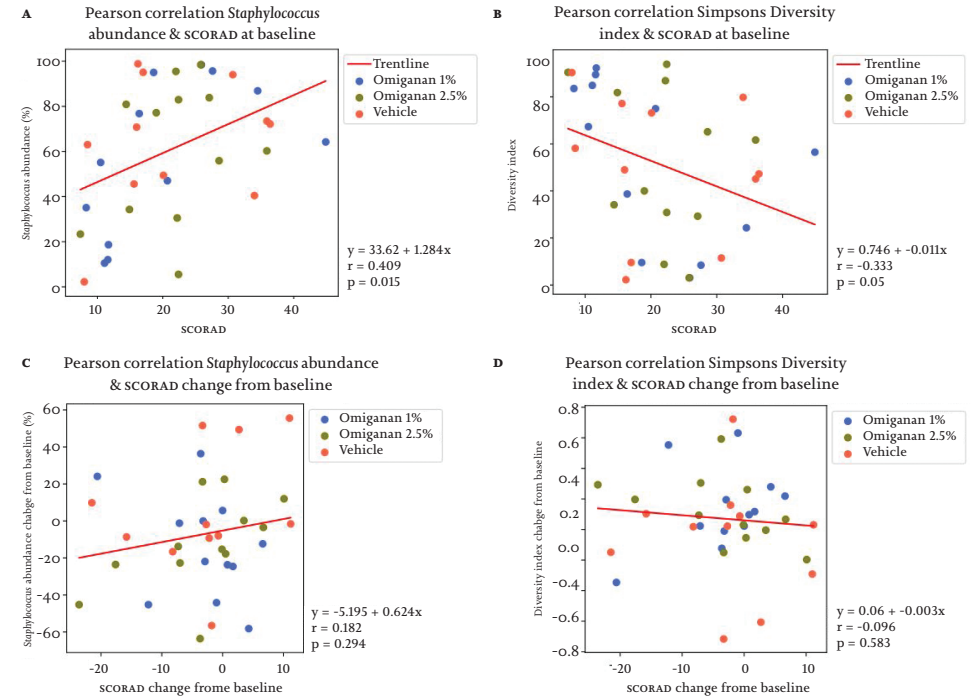 A
Pearson correlation Staphylococcus
abundance & SCORAD at baseline
100
80
60
40
20
0
Staphylococcus abundance (%)
10
20
30
40
SCORAD
Trentline
Omiganan 1%
Omiganan 2.5%
Vehicle
y = 33.62 + 1.284x
r = 0.409
p = 0.015
B
Pearson correlation Simpsons Diversity
index & SCORAD at baseline
100
80
60
40
20
0
Diversity index
10
20
30
40
SCORAD
Trentline
Omiganan 1%
Omiganan 2.5%
Vehicle
y = 0.746 + -0.011x
r = -0.333
p = 0.05
C
Pearson correlation Staphylococcus abundance
& SCORAD change from baseline
60
40
20
0
-20
-40
-60
Staphylococcus abundance chabge from baseline (%)
-20
-10
0
10
SCORAD change frome baseline
Omiganan 1%
Omiganan 2.5%
Vehicle
y = -5.195 + 0.624x
r = 0.182
p = 0.294
D
Pearson correlation Simpsons Diversity
index & SCORAD change from baseline
0.8
0.6
0.4
0.2
0.0
-0.4
-0.6
-0.8
Diversity index chabge from baseline
-20
-10
0
10
SCORAD change frome baseline
Omiganan 1%
Omiganan 2.5%
Vehicle
y = 0.06 + -0.003x
r = -0.096
p = 0.583